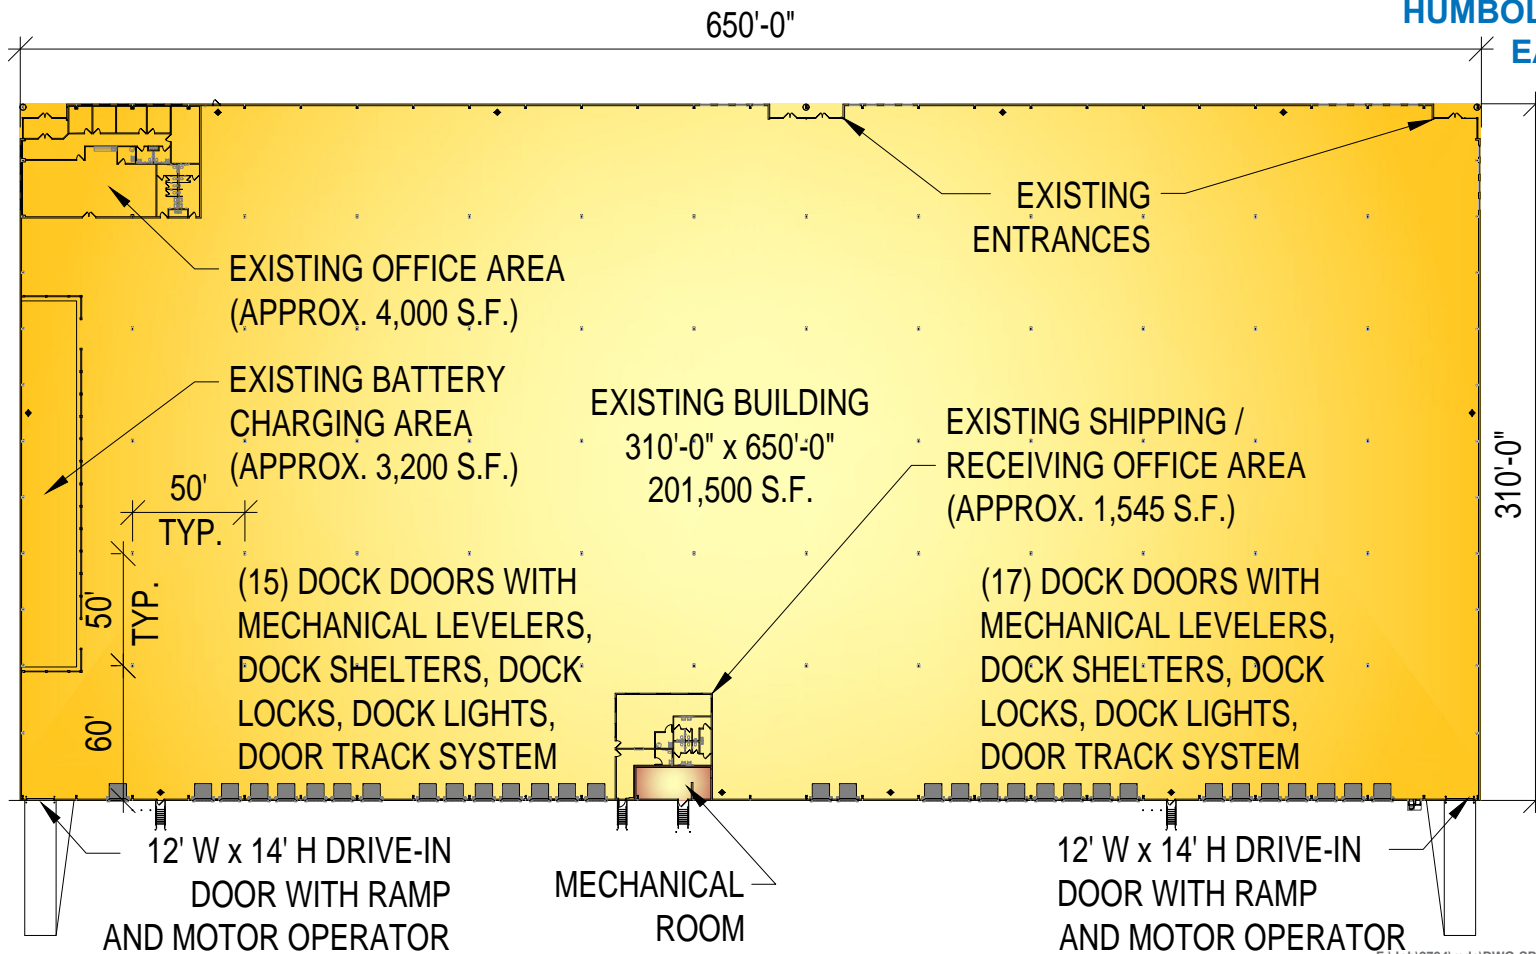 650'-0"
HUMBOL
EA
EXISTING
ENTRANCES
EXISTING OFFICE AREA
(APPROX. 4,000 S.F.)
EXISTING BATTERY
CHARGING AREA
(APPROX. 3,200 S.F.)
EXISTING BUILDING
310'-0" x 650'-0"
201,500 S.F.
EXISTING SHIPPING /
RECEIVING OFFICE AREA
(APPROX. 1,545 S.F.)
310'-0"
50'
TYP.
50'
TYP.
60'
(15) DOCK DOORS WITH
MECHANICAL LEVELERS,
DOCK SHELTERS, DOCK
LOCKS, DOCK LIGHTS,
DOOR TRACK SYSTEM
(17) DOCK DOORS WITH
MECHANICAL LEVELERS,
DOCK SHELTERS, DOCK
LOCKS, DOCK LIGHTS,
DOOR TRACK SYSTEM
12' W x 14' H DRIVE-IN
DOOR WITH RAMP
AND MOTOR OPERATOR
MECHANICAL
ROOM
12' W x 14' H DRIVE-IN
DOOR WITH RAMP
AND MOTOR OPERATOR